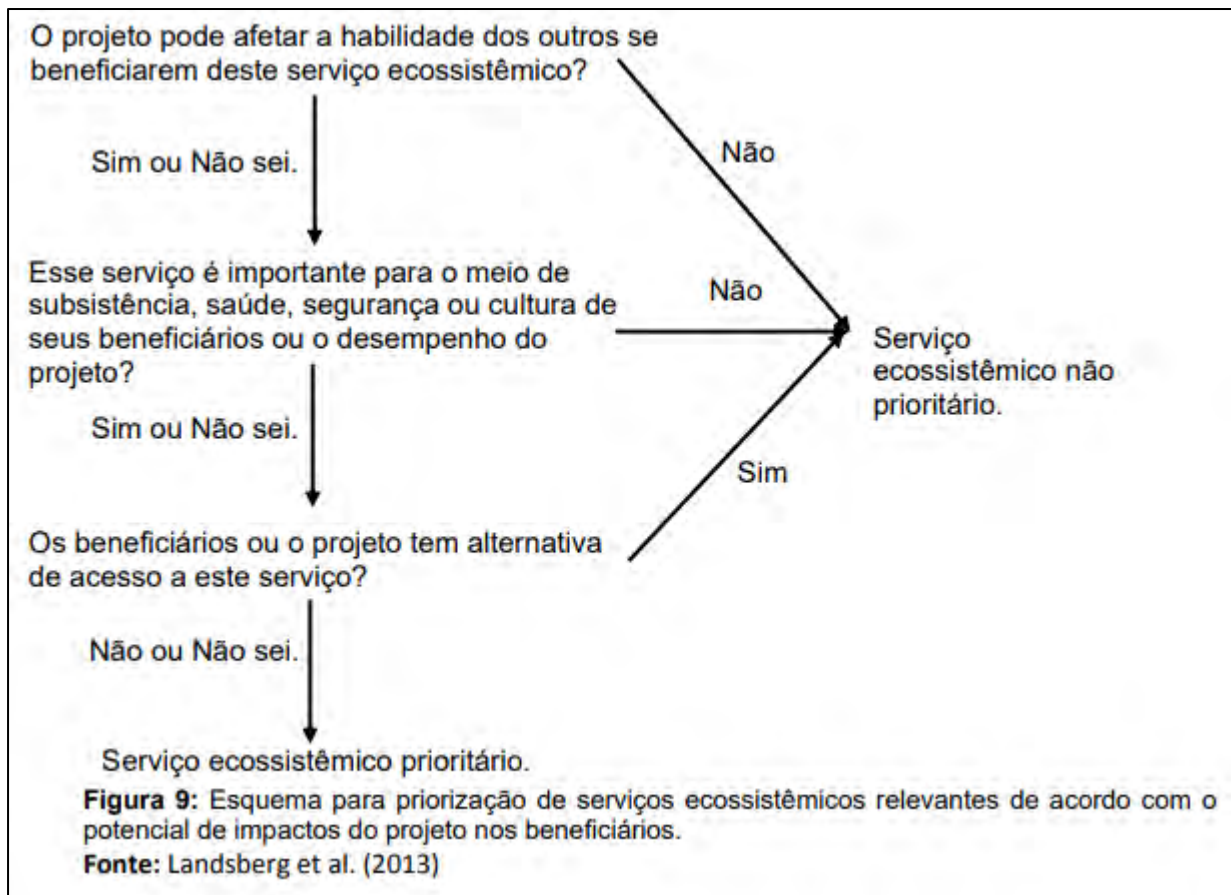 O projeto pode afetar a habilidade dos outros se
beneficiarem deste serviço ecossistêmico?
Não
Sim ou Não sei.
Esse serviço é importante para o meio de
subsistência, saúde, segurança ou cultura de
seus beneficiários ou o desempenho do
projeto?
Não
Serviço
ecossistêmico não
prioritário.
Sim ou Não sei.
Sim
Os beneficiários ou o projeto tem alternativa
de acesso a este serviço?
Não ou Não sei.
Serviço ecossistêmico prioritário.
Figura 9: Esquema para priorização de serviços ecossistêmicos relevantes de acordo com o
potencial de impactos do projeto nos beneficiários.
Fonte: Landsberg et al. (2013)